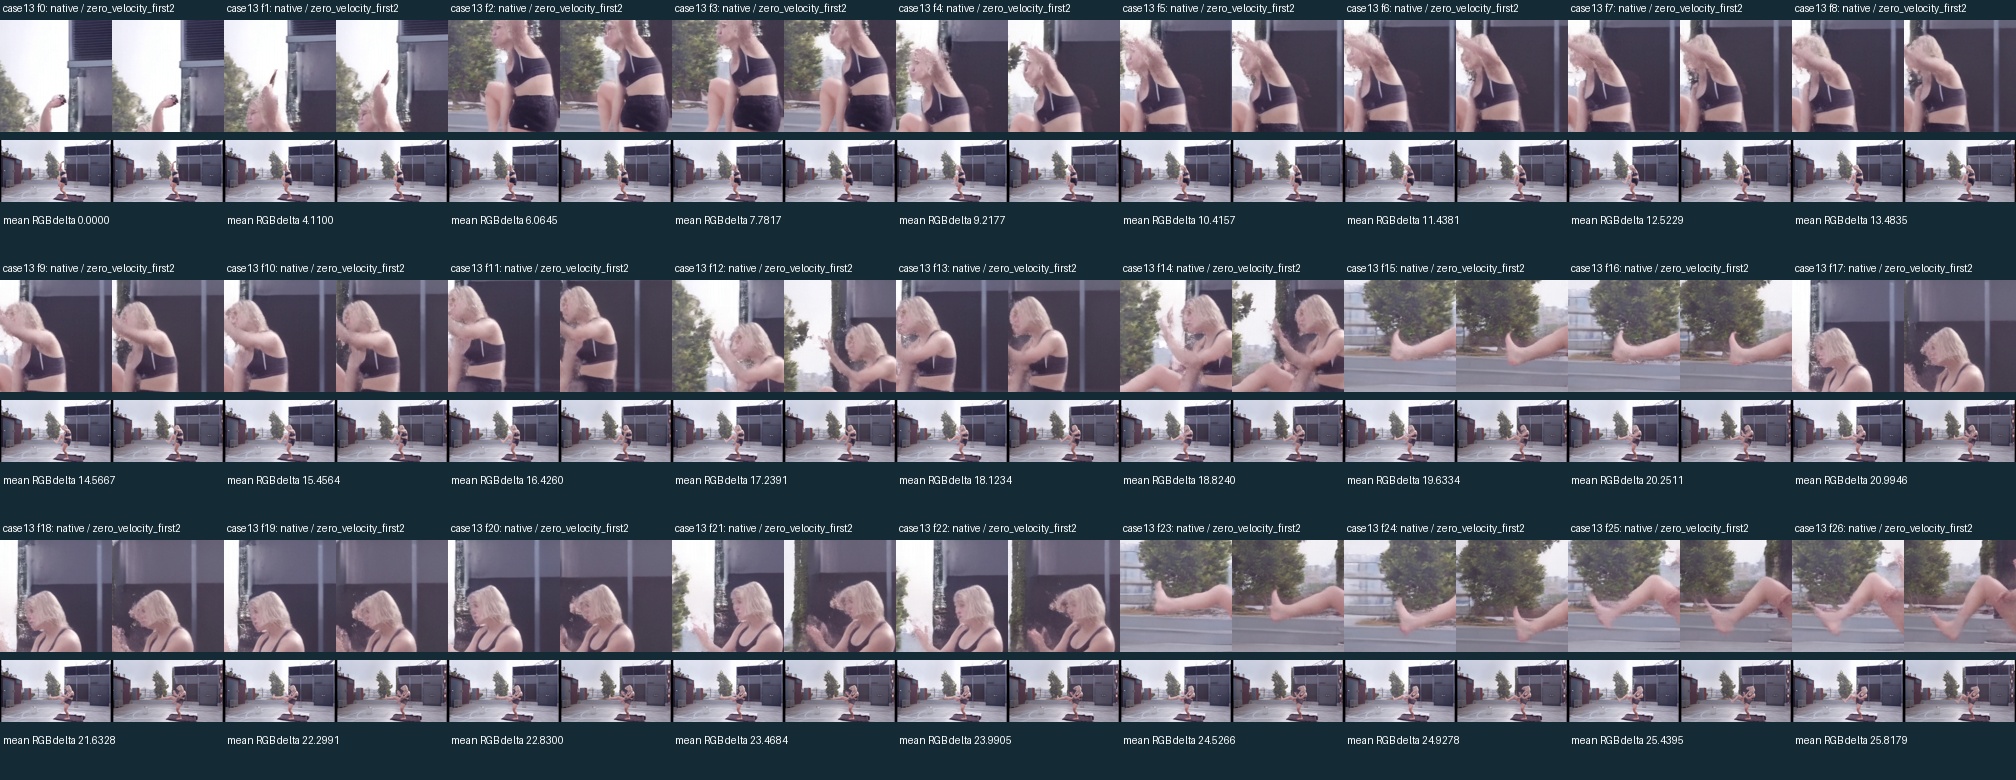 case13 f0: native / zero_velocity_first2 case13 f1: native / zero_velocity_first2 case13 f2: native / zero_velocity_first2 case13 f3: native / zero_velocity_first2 case13 f4: native / zero_velocity_first2 case13 f5: native / zero_velocity_first2 case13 f6: native / zero_velocity_first2 case13 f7: native / zero_velocity_first2 case13 f8: native / zero_velocity_first2
mean RGB delta 0.0000 mean RGB delta 4.1100 mean RGB delta 6.0645 mean RGB delta 7.7817 mean RGB delta 9.2177 mean RGB delta 10.4157 mean RGB delta 11.4381 mean RGB delta 12.5229 mean RGB delta 13.4835
case13 f9: native / zero_velocity_first2 case13 f10: native / zero_velocity_first2 case13 f11: native / zero_velocity_first2 case13 f12: native / zero_velocity_first2 case13 f13: native / zero_velocity_first2 case13 f14: native / zero_velocity_first2 case13 f15: native / zero_velocity_first2 case13 f16: native / zero_velocity_first2 case13 f17: native / zero_velocity_first2
mean RGB delta 14.5667 mean RGB delta 15.4564 mean RGB delta 16.4260 mean RGB delta 17.2391 mean RGB delta 18.1234 mean RGB delta 18.8240 mean RGB delta 19.6334 mean RGB delta 20.2511 mean RGB delta 20.9946
case13 f18: native / zero_velocity_first2 case13 f19: native / zero_velocity_first2 case13 f20: native / zero_velocity_first2 case13 f21: native / zero_velocity_first2 case13 f22: native / zero_velocity_first2 case13 f23: native / zero_velocity_first2 case13 f24: native / zero_velocity_first2 case13 f25: native / zero_velocity_first2 case13 f26: native / zero_velocity_first2
mean RGB delta 21.6328 mean RGB delta 22.2991 mean RGB delta 22.8300 mean RGB delta 23.4684 mean RGB delta 23.9905 mean RGB delta 24.5266 mean RGB delta 24.9278 mean RGB delta 25.4395 mean RGB delta 25.8179